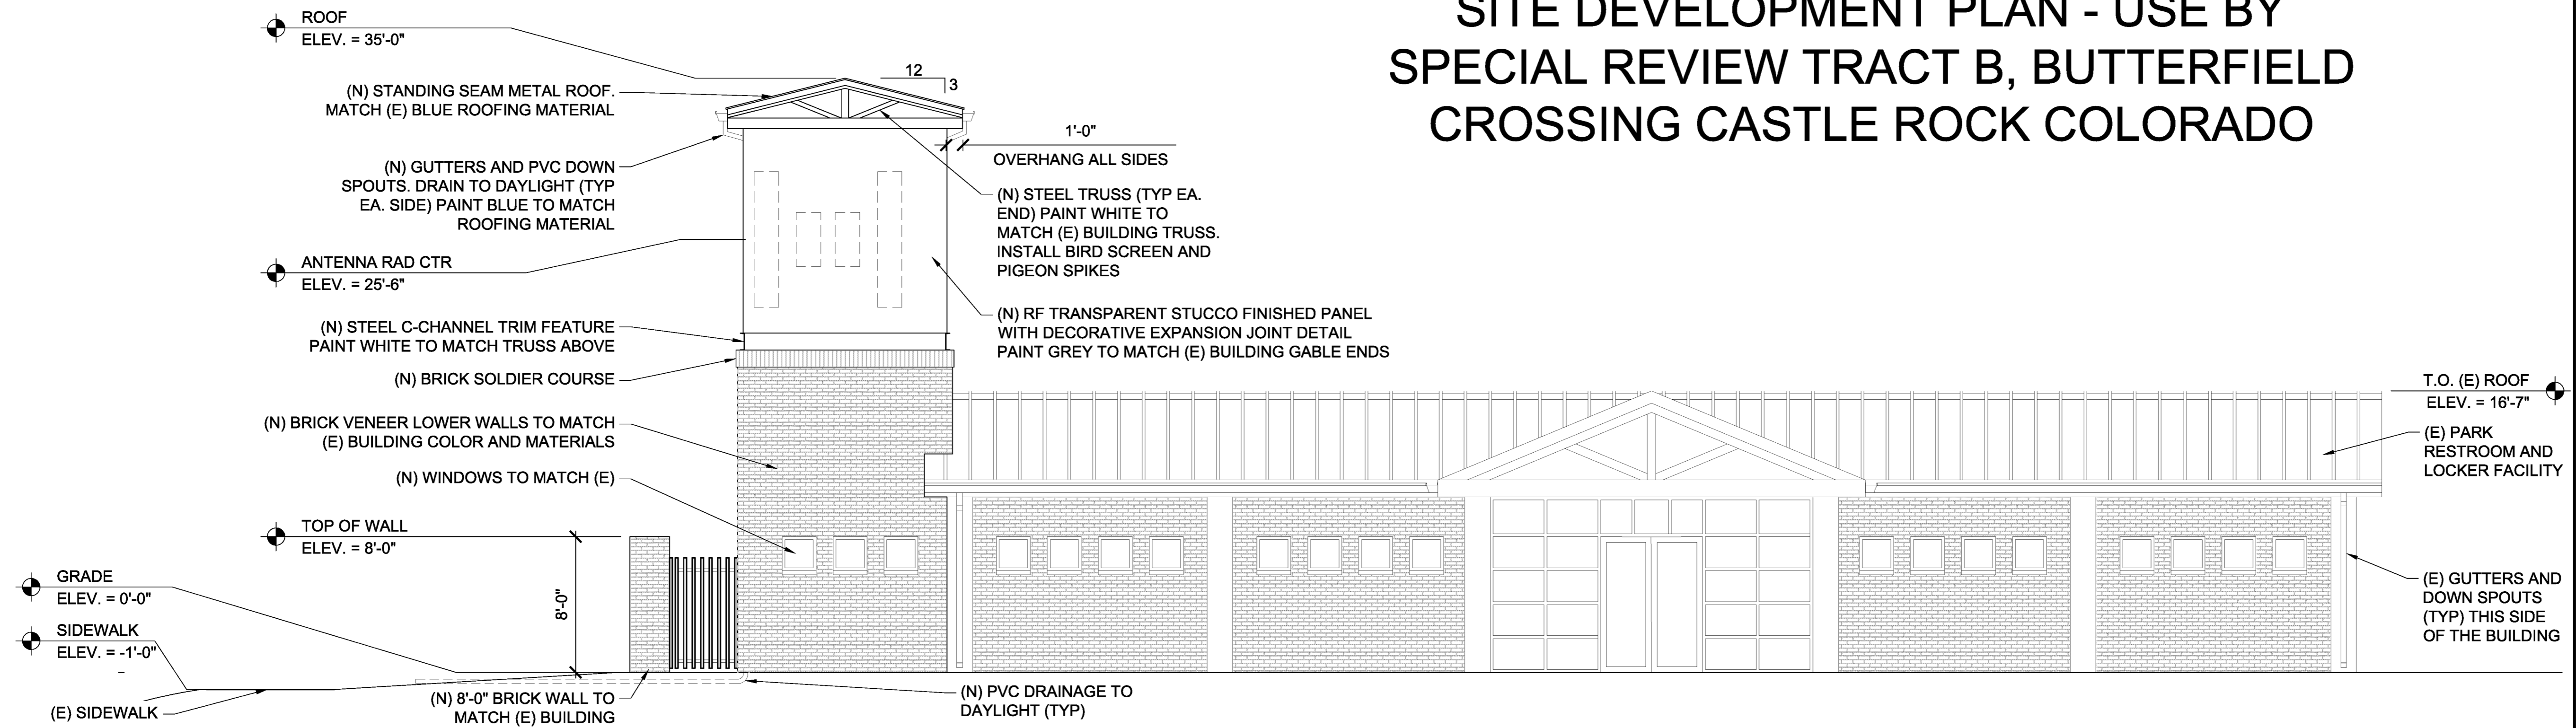 SITE DEVELOPMENT PLAN - USE BY
SPECIAL REVIEW TRACT B, BUTTERFIELD
CROSSING CASTLE ROCK COLORADO
ROOF
ELEV. = 35'-0"
12
3
(N) STANDING SEAM METAL ROOF.
MATCH (E) BLUE ROOFING MATERIAL
1'-0"
OVERHANG ALL SIDES
(N) GUTTERS AND PVC DOWN
SPOUTS. DRAIN TO DAYLIGHT (TYP
EA. SIDE) PAINT BLUE TO MATCH
ROOFING MATERIAL
(N) STEEL TRUSS (TYP EA.
END) PAINT WHITE TO
MATCH (E) BUILDING TRUSS.
INSTALL BIRD SCREEN AND
PIGEON SPIKES
ANTENNA RAD CTR
ELEV. = 25'-6"
(N) RF TRANSPARENT STUCCO FINISHED PANEL
WITH DECORATIVE EXPANSION JOINT DETAIL
PAINT GREY TO MATCH (E) BUILDING GABLE ENDS
(N) STEEL C-CHANNEL TRIM FEATURE
PAINT WHITE TO MATCH TRUSS ABOVE
(N) BRICK SOLDIER COURSE
T.O. (E) ROOF
ELEV. = 16'-7"
(N) BRICK VENEER LOWER WALLS TO MATCH
(E) BUILDING COLOR AND MATERIALS
(E) PARK
RESTROOM AND
LOCKER FACILITY
(N) WINDOWS TO MATCH (E)
TOP OF WALL
ELEV. = 8'-0"
8'-0"
GRADE
ELEV. = 0'-0"
(E) GUTTERS AND
DOWN SPOUTS
(TYP) THIS SIDE
OF THE BUILDING
SIDEWALK
ELEV. = -1'-0"
(E) SIDEWALK
(N) 8'-0" BRICK WALL TO
MATCH (E) BUILDING
(N) PVC DRAINAGE TO
DAYLIGHT (TYP)